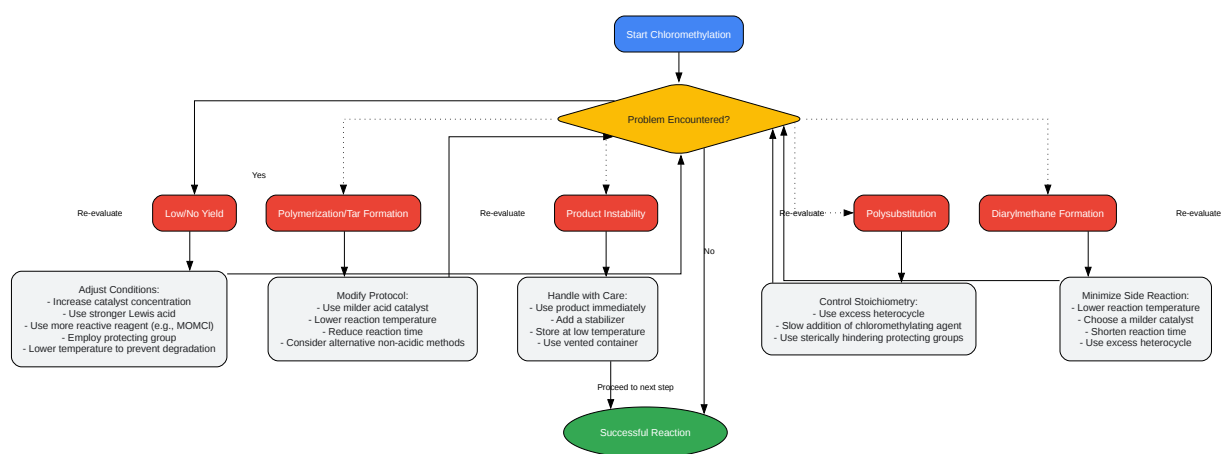 Start Chloromethylation
Problem Encountered?
Yes
Re-evaluate
Low/No Yield
Polymerization/Tar Formation
Re-evaluate
Product Instability
Re-evaluate
Polysubstitution
Diarylmethane Formation
Re-evaluate
No
Adjust Conditions:
- Increase catalyst concentration
- Use stronger Lewis acid
- Use more reactive reagent (e.g., MOMCl)
- Employ protecting group
- Lower temperature to prevent degradation
Modify Protocol:
- Use milder acid catalyst
- Lower reaction temperature
- Reduce reaction time
- Consider alternative non-acidic methods
Handle with Care:
- Use product immediately
- Add a stabilizer
- Store at low temperature
- Use vented container
Control Stoichiometry:
- Use excess heterocycle
- Slow addition of chloromethylating agent
- Use sterically hindering protecting groups
Minimize Side Reaction:
- Lower reaction temperature
- Choose a milder catalyst
- Shorten reaction time
- Use excess heterocycle
Proceed to next step
Successful Reaction